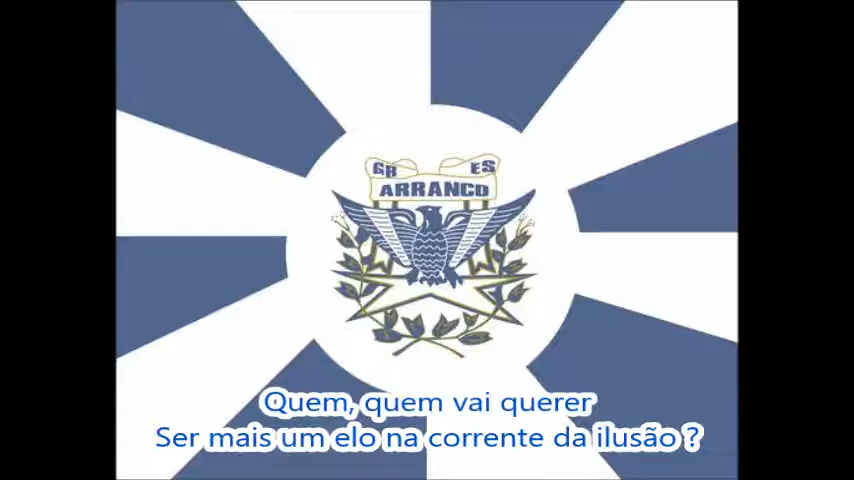 GR ES
ARRANCO
Quem, quem vai querer
Ser mais um elo na corrente da ilusão ?